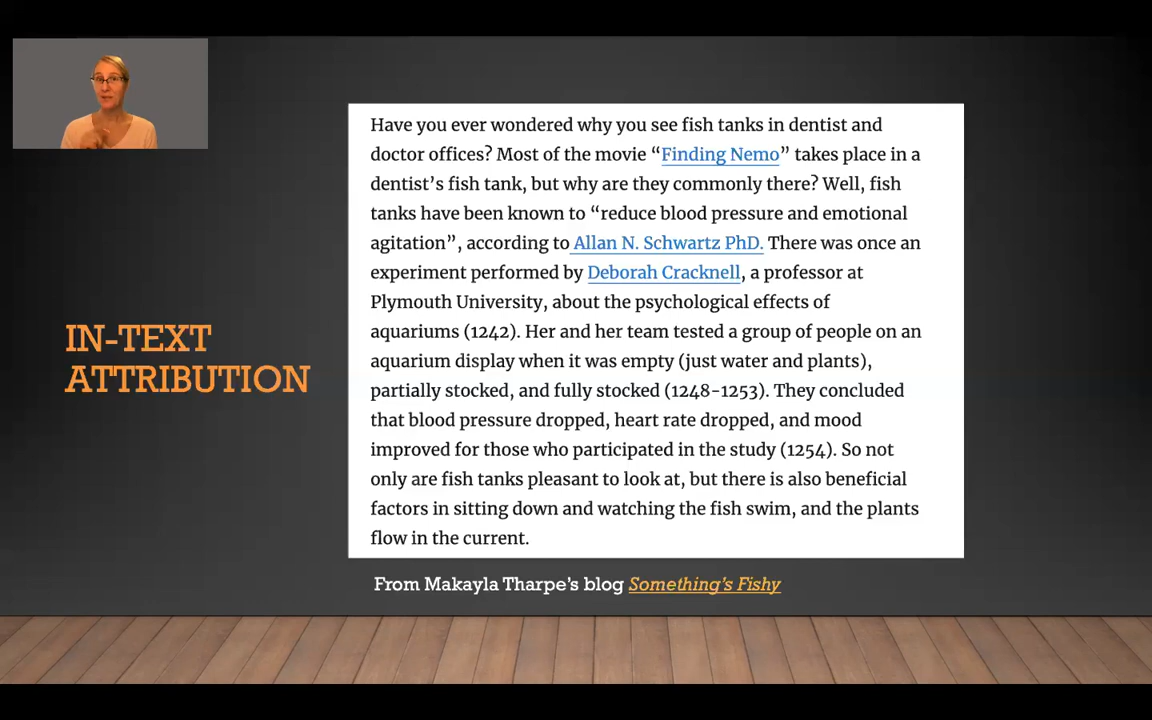 IN-TEXT
ATTRIBUTION
Have you ever wondered why you see fish tanks in dentist and
doctor offices? Most of the movie “Finding Nemo” takes place in a
dentist’s fish tank, but why are they commonly there? Well, fish
tanks have been known to “reduce blood pressure and emotional
agitation”, according to Allan N. Schwartz PhD. There was once an
experiment performed by Deborah Cracknell, a professor at
Plymouth University, about the psychological effects of
aquariums (1242). Her and her team tested a group of people on an
aquarium display when it was empty (just water and plants),
partially stocked, and fully stocked (1248-1253). They concluded
that blood pressure dropped, heart rate dropped, and mood
improved for those who participated in the study (1254). So not
only are fish tanks pleasant to look at, but there is also beneficial
factors in sitting down and watching the fish swim, and the plants
flow in the current.
From Makayla Tharpe’s blog Something’s Fishy